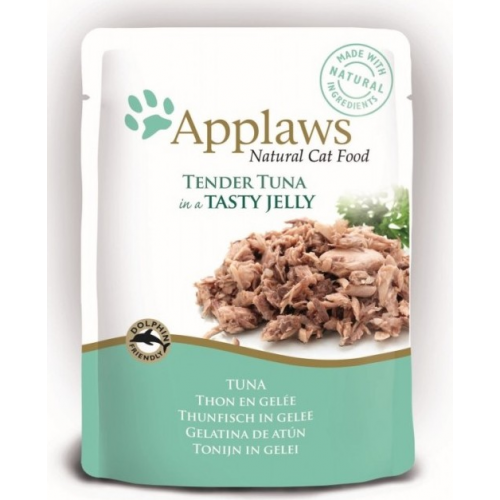 MADE WITH
NATURAL
INGREDIENTS
Applaws
Natural Cat Food
TENDER TUNA
in a TASTY JELLY
DOLPHIN
FRIENDLY
TUNA
THON EN GELÉE
THUNFISCH IN GELEE
GELATINA DE ATÚN
TONIJN IN GELEI